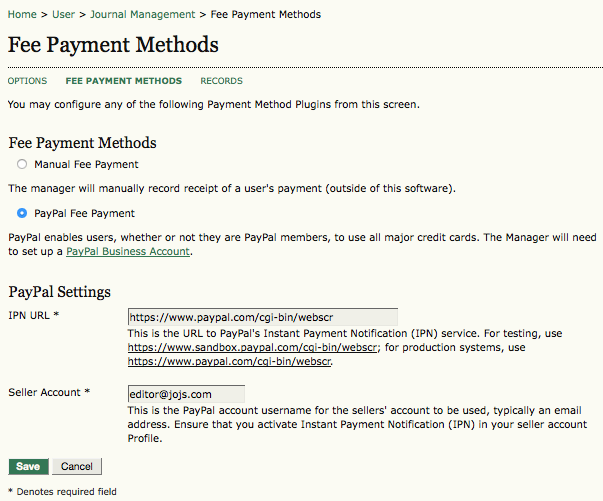 Home > User > Journal Management > Fee Payment Methods
Fee Payment Methods
OPTIONS FEE PAYMENT METHODS RECORDS
You may configure any of the following Payment Method Plugins from this screen.
Fee Payment Methods
Manual Fee Payment
The manager will manually record receipt of a user's payment (outside of this software).
PayPal Fee Payment
PayPal enables users, whether or not they are PayPal members, to use all major credit cards. The Manager will need
to set up a PayPal Business Account.
PayPal Settings
IPN URL * https://www.paypal.com/cgi-bin/webscr
This is the URL to PayPal's Instant Payment Notification (IPN) service. For testing, use
https://www.sandbox.paypal.com/cgi-bin/webscr; for production systems, use
https://www.paypal.com/cgi-bin/webscr.
Seller Account * editor@jojs.com
This is the PayPal account username for the sellers' account to be used, typically an email
address. Ensure that you activate Instant Payment Notification (IPN) in your seller account
Profile.
Save Cancel
* Denotes required field